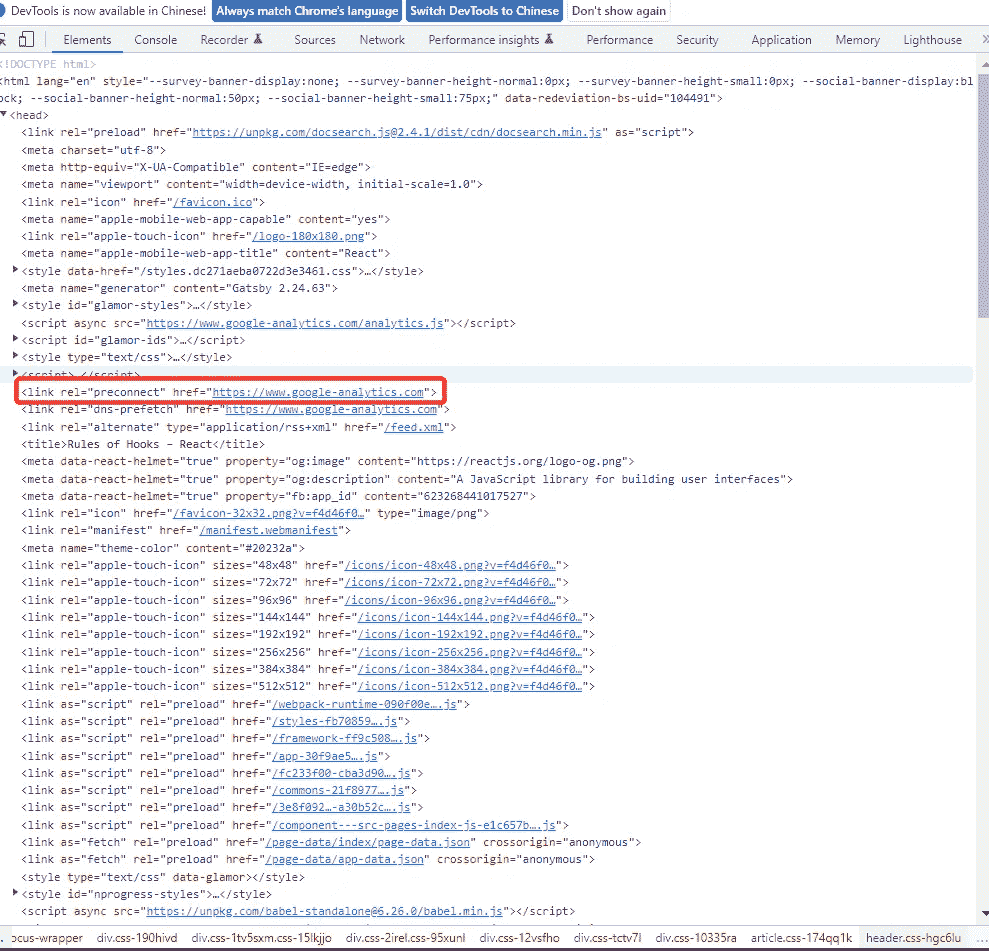 DevTools is now available in Chinese! Always match Chrome's language Switch DevTools to Chinese Don't show again
Elements Console Recorder Sources Network Performance insights Performance Security Application Memory Lighthouse
<!DOCTYPE html>
<html lang="en" style="--survey-banner-display:none; --survey-banner-height-normal:0px; --survey-banner-height-small:0px; --social-banner-display:bl
ock; --social-banner-height-normal:50px; --social-banner-height-small:75px;" data-redeviation-bs-uid="104491">
<head>
<link rel="preload" href="https://unpkg.com/docsearch.js@2.4.1/dist/cdn/docsearch.min.js" as="script">
<meta charset="utf-8">
<meta http-equiv="X-UA-Compatible" content="IE=edge">
<meta name="viewport" content="width=device-width, initial-scale=1.0">
<link rel="icon" href="/favicon.ico">
<meta name="apple-mobile-web-app-capable" content="yes">
<link rel="apple-touch-icon" href="/logo-180x180.png">
<meta name="apple-mobile-web-app-title" content="React">
<style data-href="/styles.dc271aeba0722d3e3461.css">…</style>
<meta name="generator" content="Gatsby 2.24.63">
<style id="glamor-styles">…</style>
<script async src="https://www.google-analytics.com/analytics.js"></script>
<script id="glamor-ids">…</script>
<style type="text/css">…</style>
<script>…</script>
<link rel="preconnect" href="https://www.google-analytics.com">
<link rel="dns-prefetch" href="https://www.google-analytics.com">
<link rel="alternate" type="application/rss+xml" href="/feed.xml">
<title>Rules of Hooks – React</title>
<meta data-react-helmet="true" property="og:image" content="https://reactjs.org/logo-og.png">
<meta data-react-helmet="true" property="og:description" content="A JavaScript library for building user interfaces">
<meta data-react-helmet="true" property="fb:app_id" content="623268441017527">
<link rel="icon" href="/favicon-32x32.png?v=f4d46f0…" type="image/png">
<link rel="manifest" href="/manifest.webmanifest">
<meta name="theme-color" content="#20232a">
<link rel="apple-touch-icon" sizes="48x48" href="/icons/icon-48x48.png?v=f4d46f0…">
<link rel="apple-touch-icon" sizes="72x72" href="/icons/icon-72x72.png?v=f4d46f0…">
<link rel="apple-touch-icon" sizes="96x96" href="/icons/icon-96x96.png?v=f4d46f0…">
<link rel="apple-touch-icon" sizes="144x144" href="/icons/icon-144x144.png?v=f4d46f0…">
<link rel="apple-touch-icon" sizes="192x192" href="/icons/icon-192x192.png?v=f4d46f0…">
<link rel="apple-touch-icon" sizes="256x256" href="/icons/icon-256x256.png?v=f4d46f0…">
<link rel="apple-touch-icon" sizes="384x384" href="/icons/icon-384x384.png?v=f4d46f0…">
<link rel="apple-touch-icon" sizes="512x512" href="/icons/icon-512x512.png?v=f4d46f0…">
<link as="script" rel="preload" href="/webpack-runtime-090f00e….js">
<link as="script" rel="preload" href="/styles-fb70859….js">
<link as="script" rel="preload" href="/framework-ff9c508….js">
<link as="script" rel="preload" href="/app-30f9ae5….js">
<link as="script" rel="preload" href="/fc233f00-cba3d90….js">
<link as="script" rel="preload" href="/commons-21f8977….js">
<link as="script" rel="preload" href="/3e8f092…-a30b52c….js">
<link as="script" rel="preload" href="/component---src-pages-index-js-e1c657b….js">
<link as="fetch" rel="preload" href="/page-data/index/page-data.json" crossorigin="anonymous">
<link as="fetch" rel="preload" href="/page-data/app-data.json" crossorigin="anonymous">
<style type="text/css" data-glamor></style>
<style id="nprogress-styles">…</style>
<script async src="https://unpkg.com/babel-standalone@6.26.0/babel.min.js"></script>
ocus-wrapper div.css-190hivd div.css-1tv5sxm.css-15lkjjo div.css-2irel.css-95xunl div.css-12vsfho div.css-tctv7l div.css-10335ra article.css-174qq1k header.css-hgc6lu …